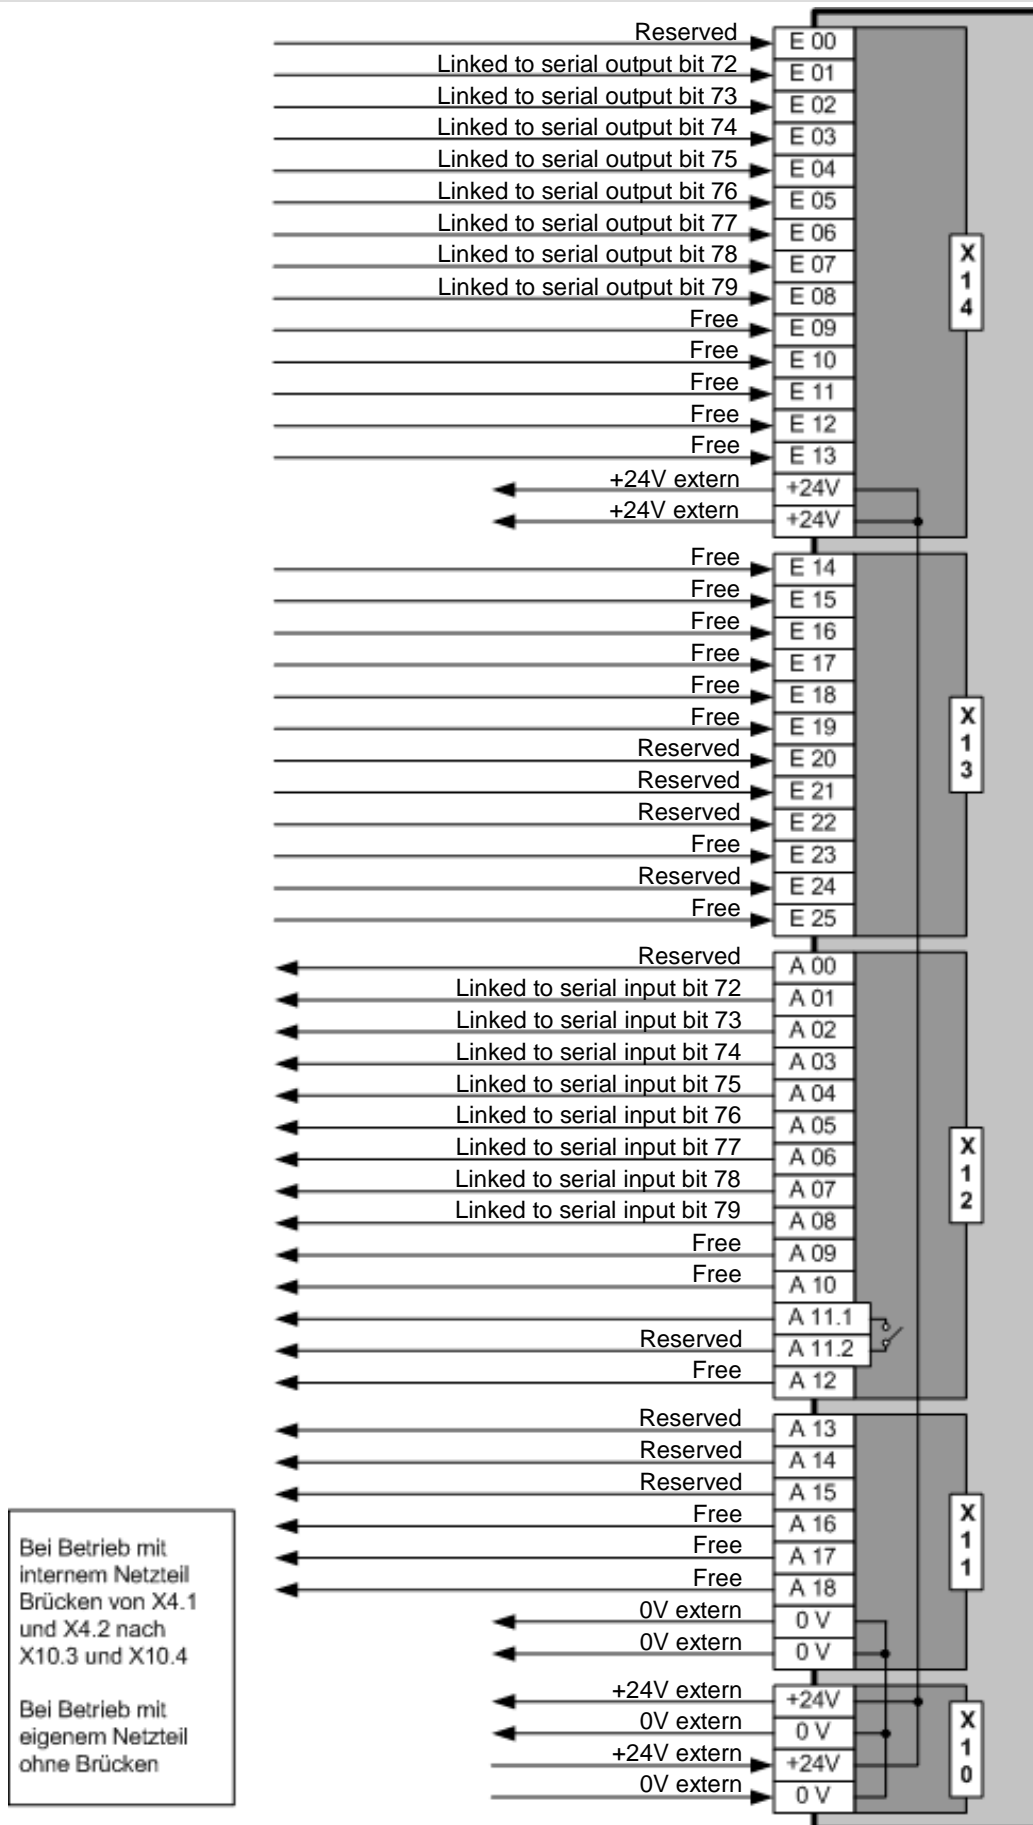 Reserved E 00
Linked to serial output bit 72 E 01
Linked to serial output bit 73 E 02
Linked to serial output bit 74 E 03
Linked to serial output bit 75 E 04
Linked to serial output bit 76 E 05
Linked to serial output bit 77 E 06
Linked to serial output bit 78 E 07
Linked to serial output bit 79 E 08
Free E 09
Free E 10
Free E 11
Free E 12
Free E 13
+24V extern +24V
+24V extern +24V
X14
Free E 14
Free E 15
Free E 16
Free E 17
Free E 18
Free E 19
Reserved E 20
Reserved E 21
Reserved E 22
Free E 23
Reserved E 24
Free E 25
X13
Reserved A 00
Linked to serial input bit 72 A 01
Linked to serial input bit 73 A 02
Linked to serial input bit 74 A 03
Linked to serial input bit 75 A 04
Linked to serial input bit 76 A 05
Linked to serial input bit 77 A 06
Linked to serial input bit 78 A 07
Linked to serial input bit 79 A 08
Free A 09
Free A 10
A 11.1
Reserved A 11.2
Free A 12
X12
Reserved A 13
Reserved A 14
Reserved A 15
Free A 16
Free A 17
Free A 18
0V extern 0 V
0V extern 0 V
X11
+24V extern +24V
0V extern 0 V
+24V extern +24V
0V extern 0 V
X10
Bei Betrieb mit
internem Netzteil
Brücken von X4.1
und X4.2 nach
X10.3 und X10.4
Bei Betrieb mit
eigenem Netzteil
ohne Brücken